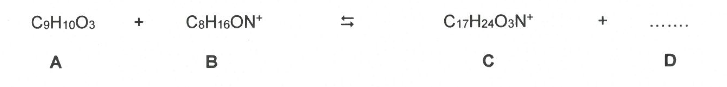 C₉H₁₀O₃ + C₈H₁₆ON⁺ ⇆ C₁₇H₂₄O₃N⁺ + .......
A B C D